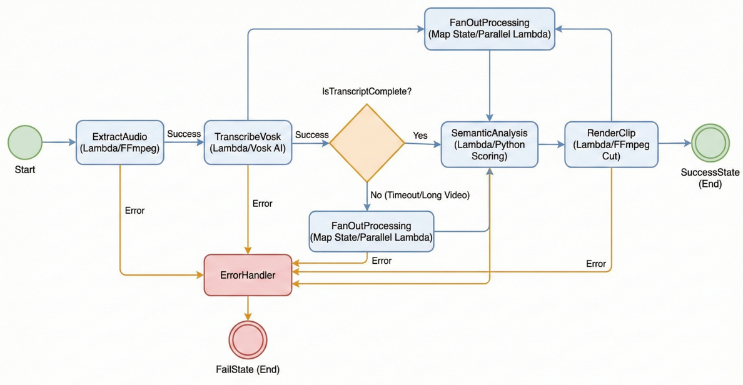 FanOutProcessing
(Map State/Parallel Lambda)
IsTranscriptComplete?
Start
ExtractAudio
(Lambda/FFmpeg)
Success
TranscribeVosk
(Lambda/Vosk AI)
Success
Yes
SemanticAnalysis
(Lambda/Python
Scoring)
RenderClip
(Lambda/FFmpeg
Cut)
SuccessState
(End)
No (Timeout/Long Video)
Error
Error
FanOutProcessing
(Map State/Parallel Lambda)
Error
Error
ErrorHandler
FailState (End)